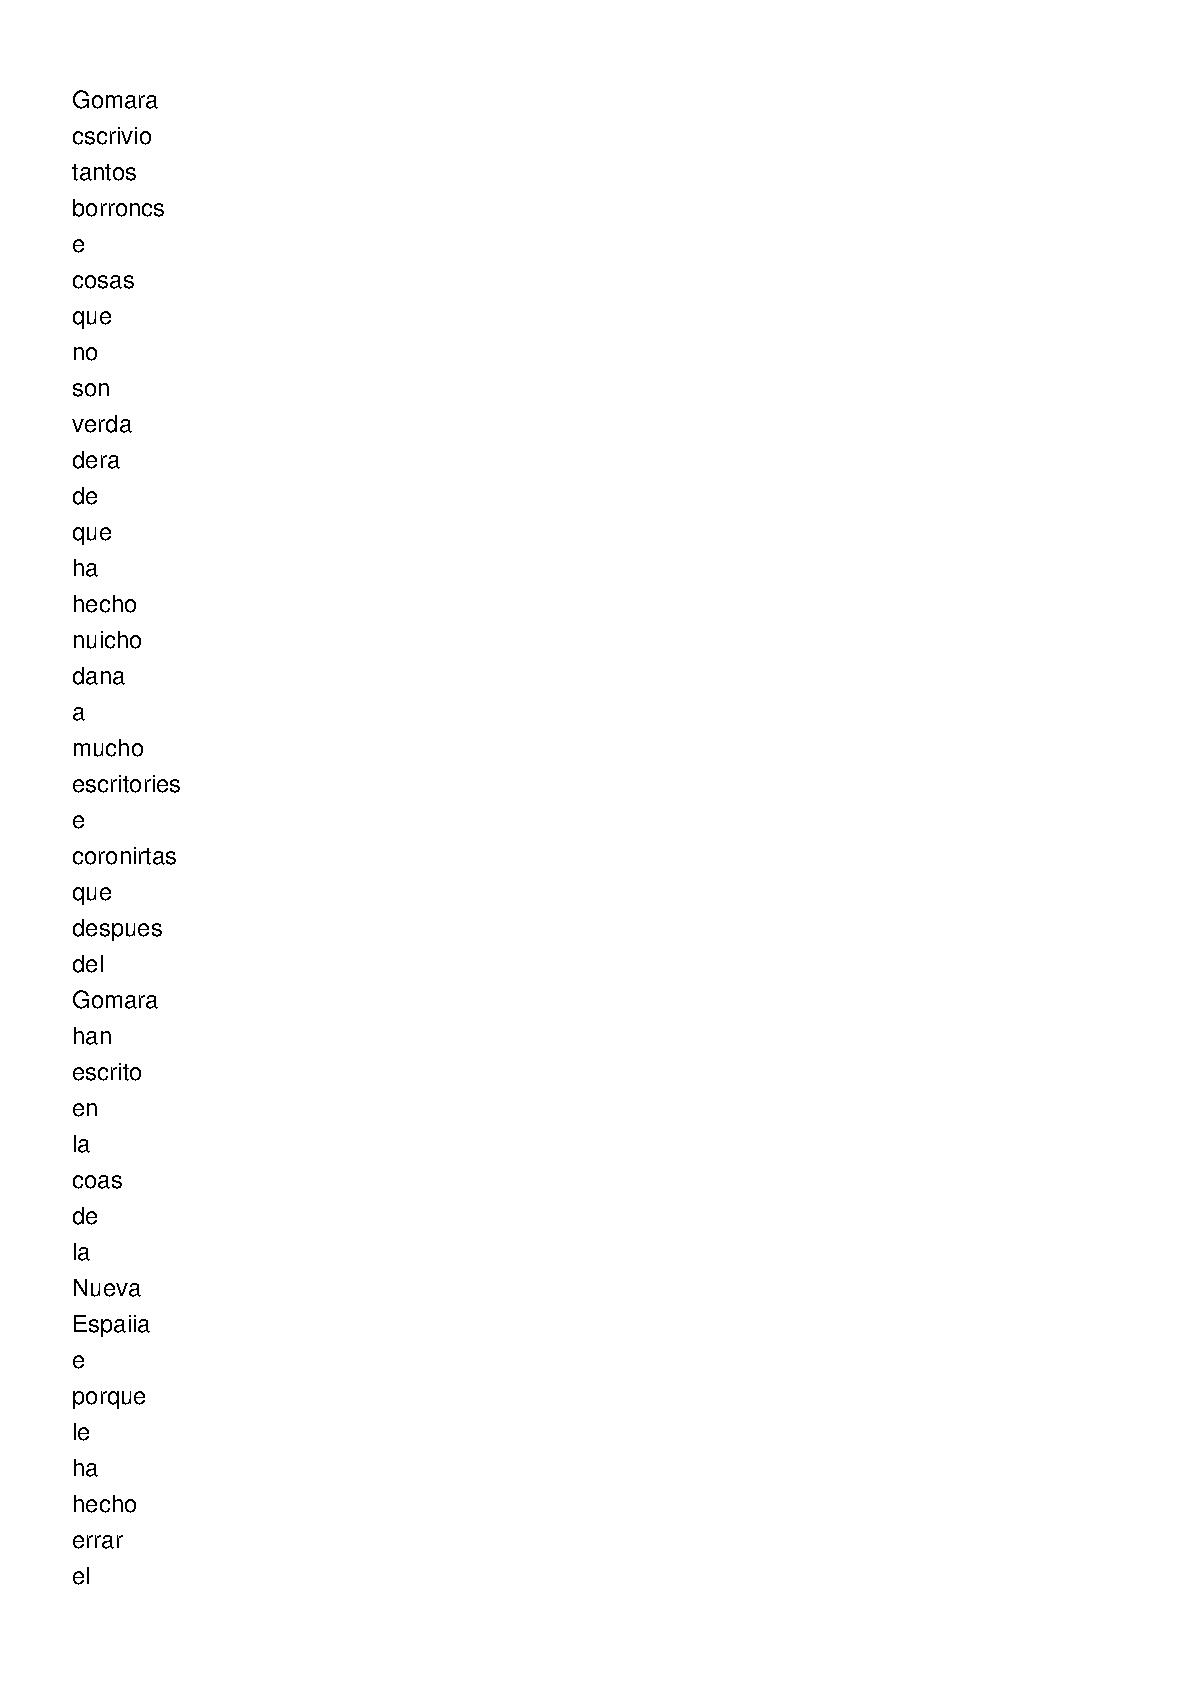 Gomara
cscrivio
tantos
borroncs
e
cosas
que
no
son
verda
dera
de
que
ha
hecho
nuicho
dana
a
mucho
escritories
e
coronirtas
que
despues
del
Gomara
han
escrito
en
la
coas
de
la
Nueva
Espaiia
e
porque
le
ha
hecho
errar
el